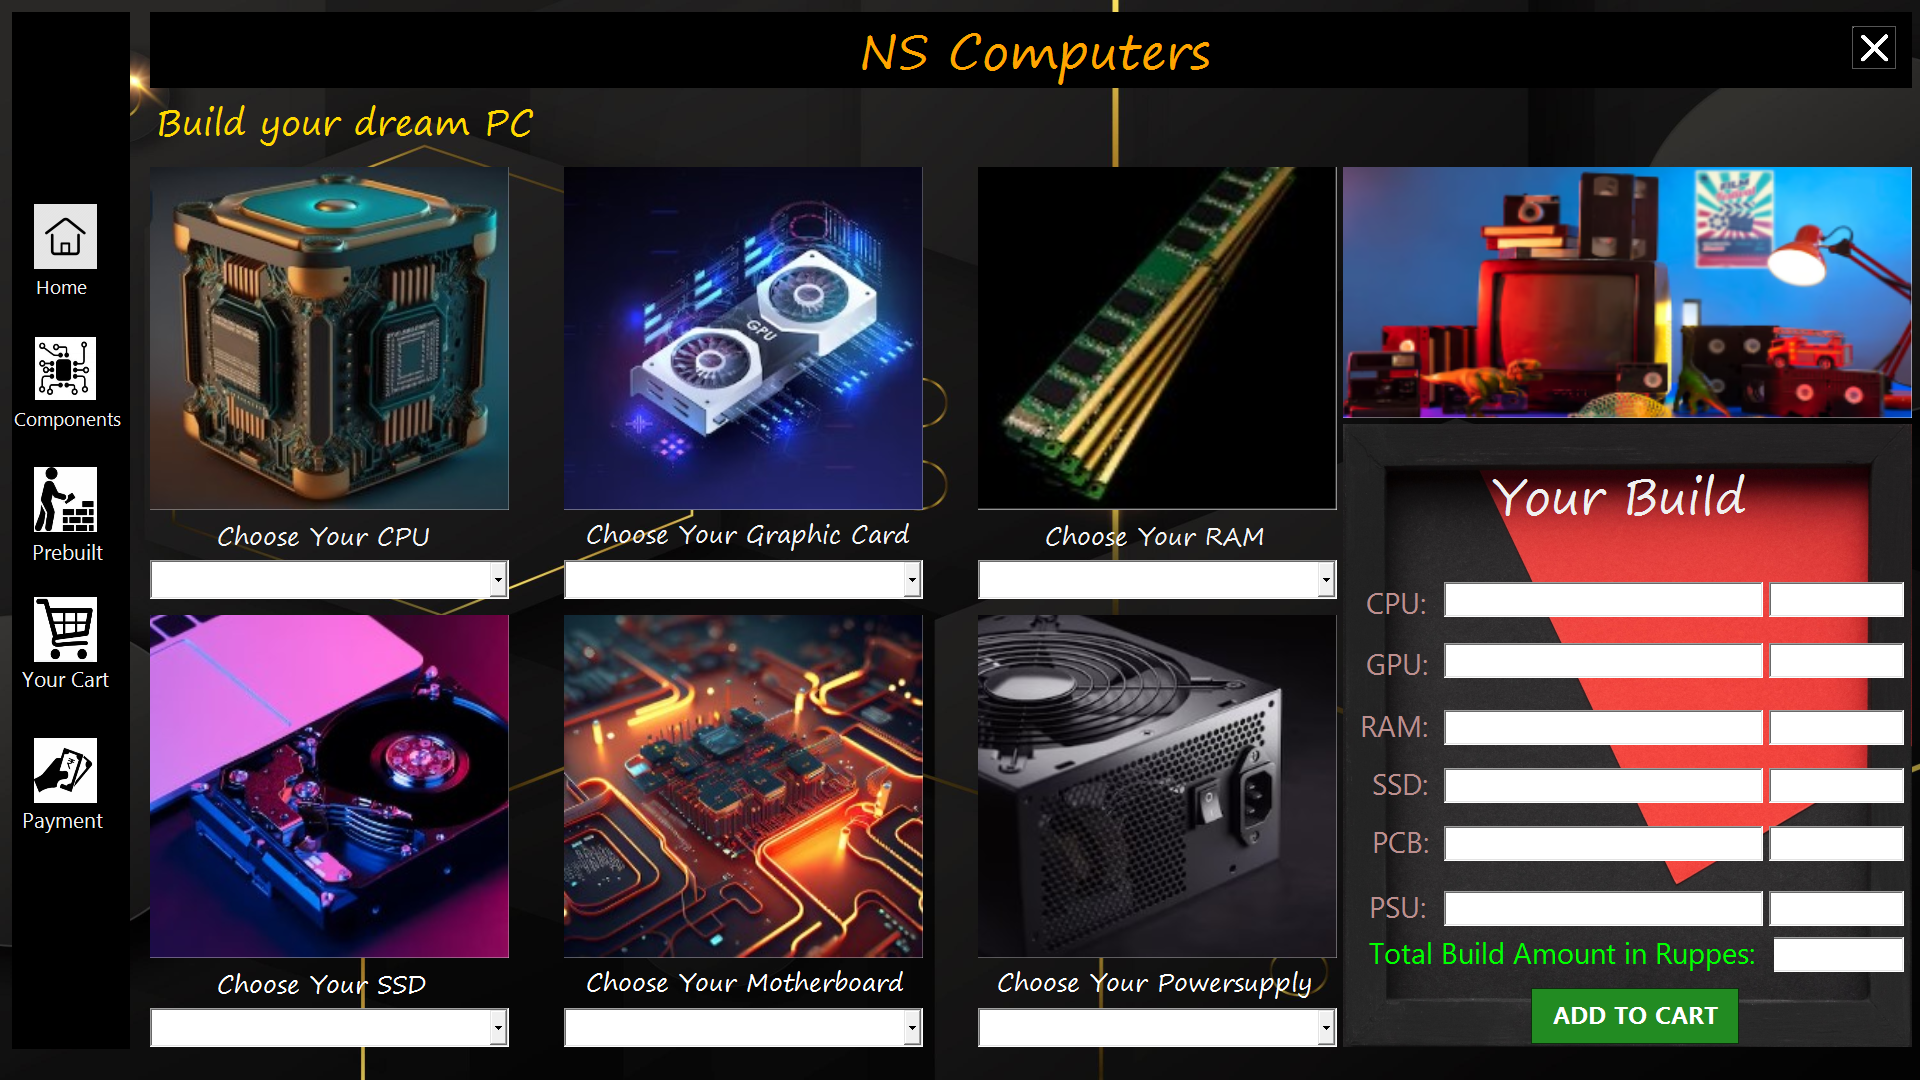 NS Computers
Build your dream PC
Home
Components
Prebuilt
Your Cart
Payment
GPU
Choose Your CPU
Choose Your Graphic Card
Choose Your RAM
Choose Your SSD
Choose Your Motherboard
Choose Your Powersupply
Your Build
CPU:
GPU:
RAM:
SSD:
PCB:
PSU:
Total Build Amount in Ruppes:
ADD TO CART